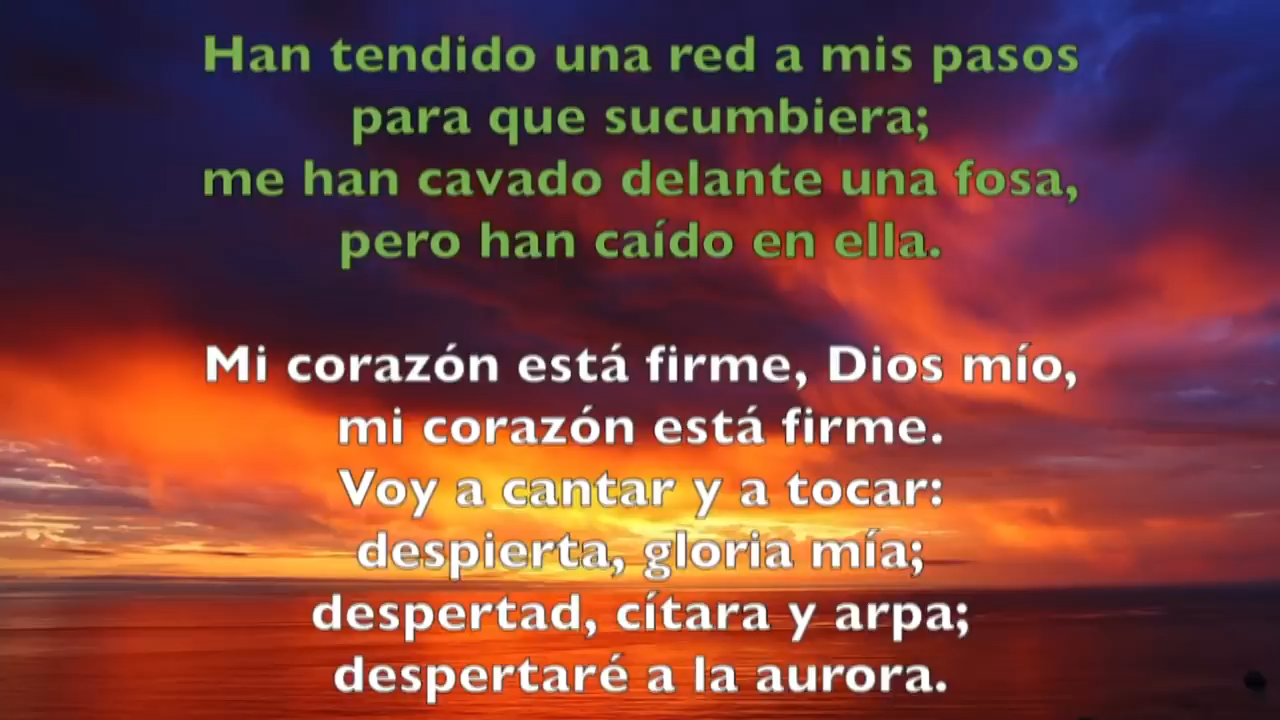 Han tendido una red a mis pasos
para que sucumbiera;
me han cavado delante una fosa,
pero han caído en ella.
Mi corazón está firme, Dios mío,
mi corazón está firme.
Voy a cantar y a tocar:
despierta, gloria mía;
despertad, cítara y arpa;
despertaré a la aurora.